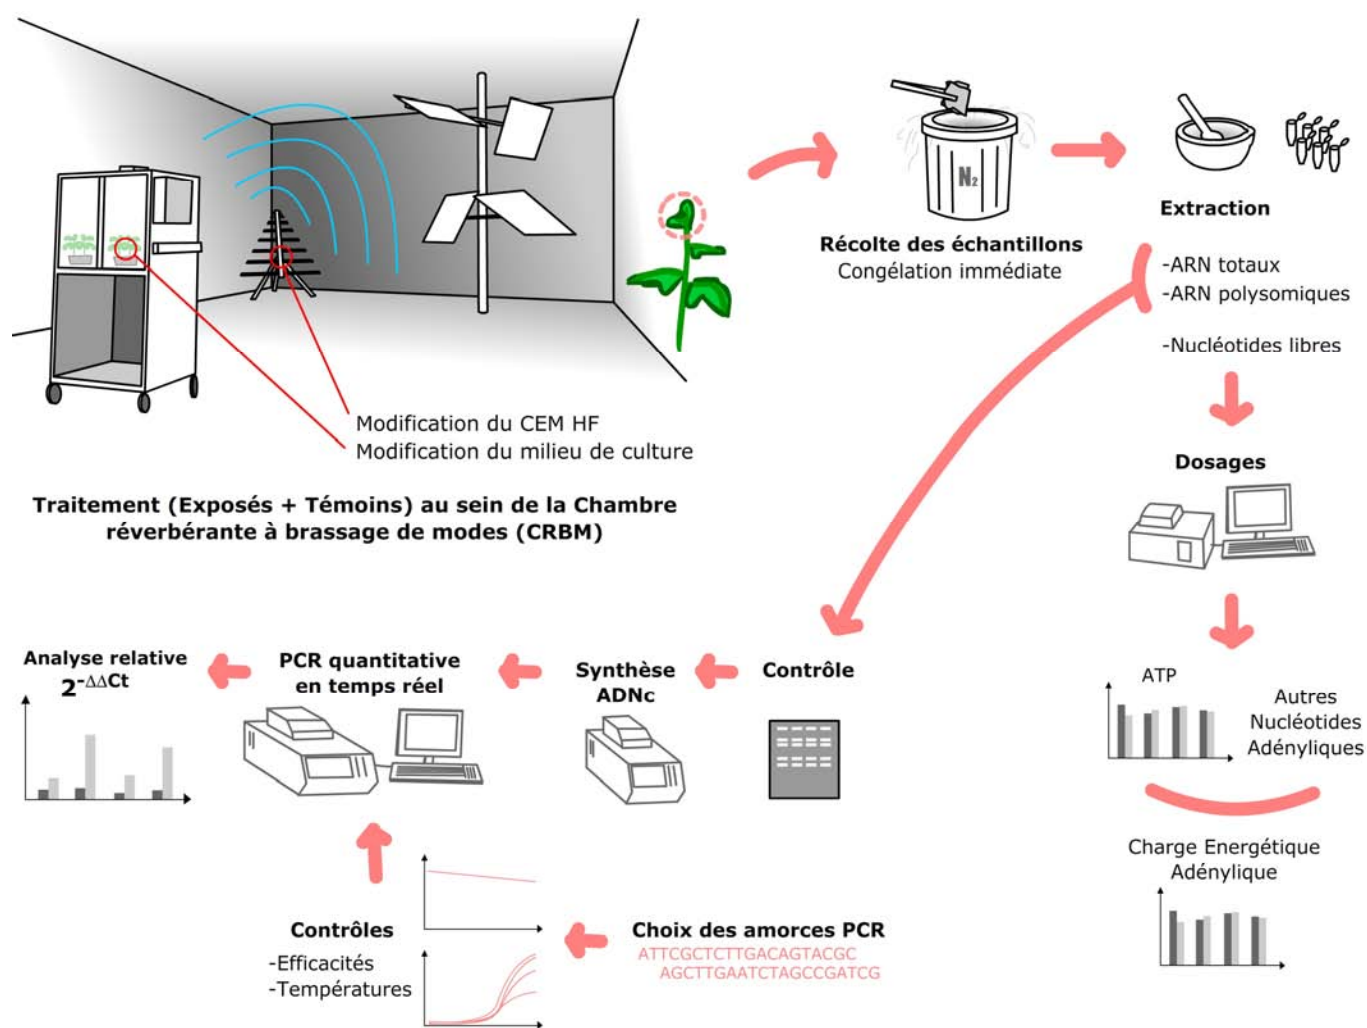 N2
Récolte des échantillons
Congélation immédiate
Extraction
-ARN totaux
-ARN polysomiques
-Nucléotides libres
Modification du CEM HF
Modification du milieu de culture
Traitement (Exposés + Témoins) au sein de la Chambre
réverbérante à brassage de modes (CRBM)
Dosages
ATP
Autres
Nucléotides
Adényliques
Charge Energétique
Adénylique
Contrôle
Synthèse
ADNc
PCR quantitative
en temps réel
Analyse relative
2-ΔΔCt
Contrôles
-Efficacités
-Températures
Choix des amorces PCR
ATTCGCTCTTGACAGTACGC
AGCTTGAATCTAGCCGATCG